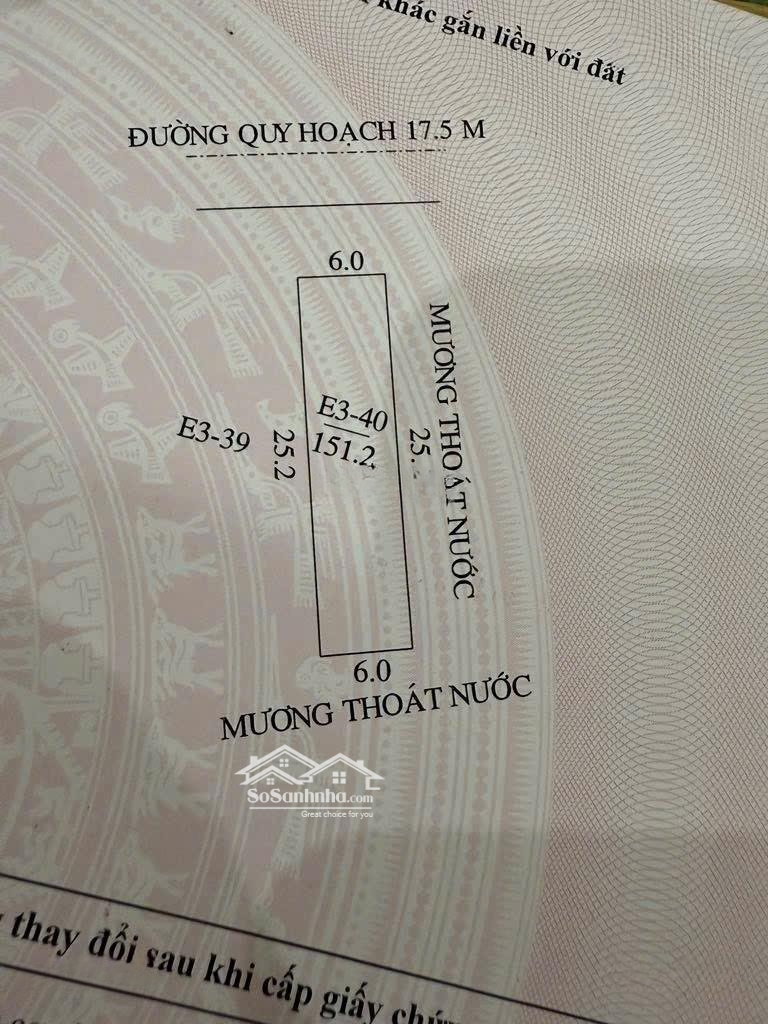 khác gắn liền với đất
ĐƯỜNG QUY HOẠCH 17.5 M
6.0
E3-39
25.2
E3-40
151.2
25.
MƯƠNG THOÁT NƯỚC
6.0
MƯƠNG THOÁT NƯỚC
SoSanhnha.com
Great choice for you
thay đổi sau khi cấp giấy